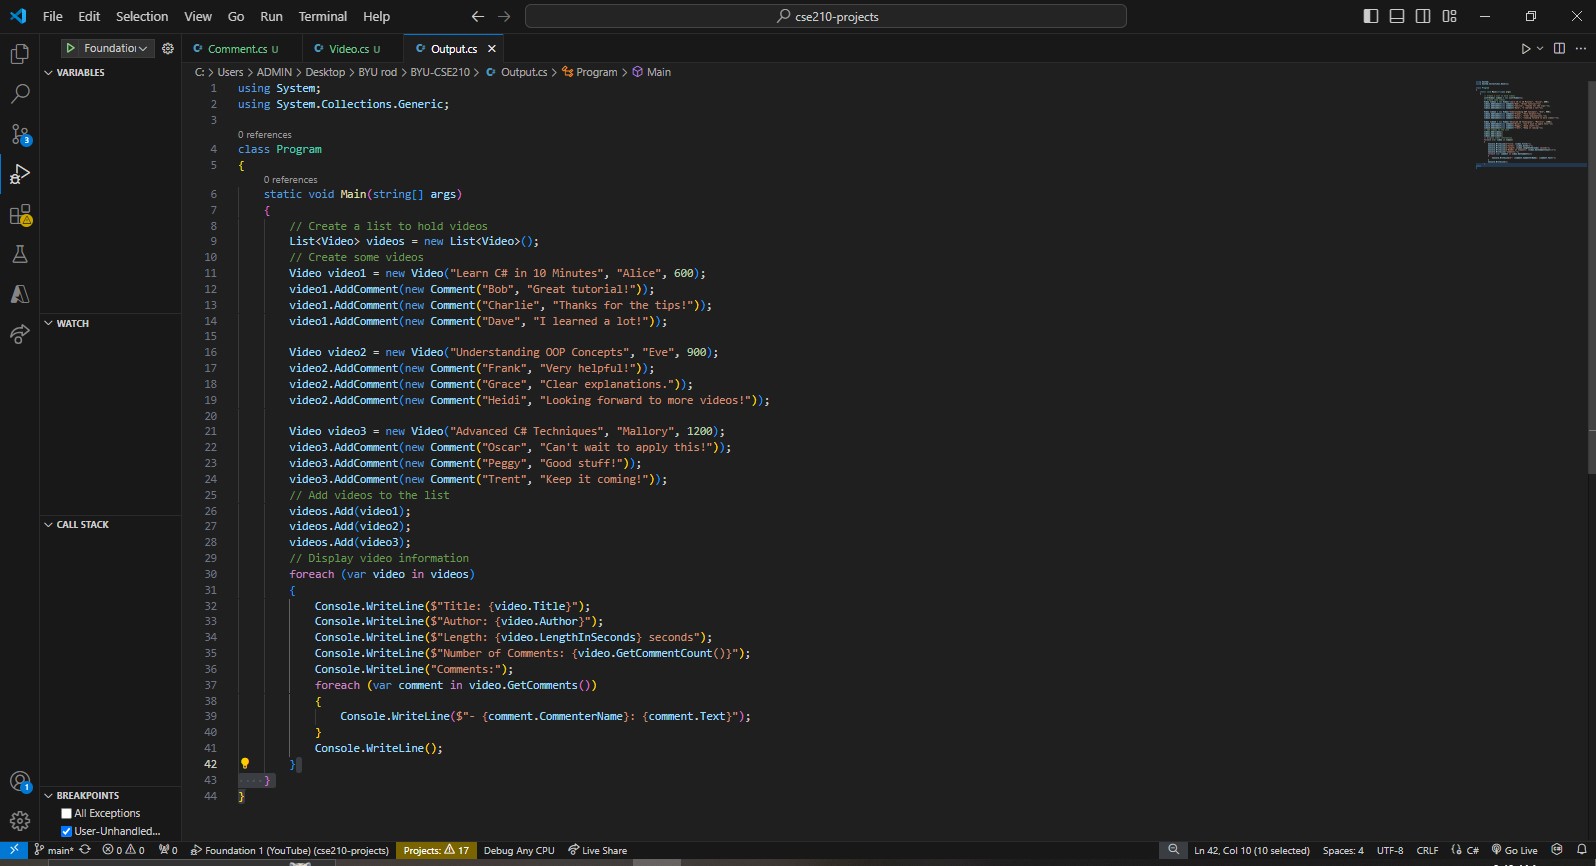 File Edit Selection View Go Run Terminal Help
cse210-projects
Foundation
Comment.cs U
Video.cs U
Output.cs
C: > Users > ADMIN > Desktop > BYU rod > BYU-CSE210 > Output.cs > Program > Main
VARIABLES
WATCH
CALL STACK
BREAKPOINTS
All Exceptions
User-Unhandled...
3
1
1 using System;
2 using System.Collections.Generic;
3
0 references
4 class Program
5 {
0 references
6 static void Main(string[] args)
7 {
8 // Create a list to hold videos
9 List<Video> videos = new List<Video>();
10 // Create some videos
11 Video video1 = new Video("Learn C# in 10 Minutes", "Alice", 600);
12 video1.AddComment(new Comment("Bob", "Great tutorial!"));
13 video1.AddComment(new Comment("Charlie", "Thanks for the tips!"));
14 video1.AddComment(new Comment("Dave", "I learned a lot!"));
15
16 Video video2 = new Video("Understanding OOP Concepts", "Eve", 900);
17 video2.AddComment(new Comment("Frank", "Very helpful!"));
18 video2.AddComment(new Comment("Grace", "Clear explanations."));
19 video2.AddComment(new Comment("Heidi", "Looking forward to more videos!"));
20
21 Video video3 = new Video("Advanced C# Techniques", "Mallory", 1200);
22 video3.AddComment(new Comment("Oscar", "Can't wait to apply this!"));
23 video3.AddComment(new Comment("Peggy", "Good stuff!"));
24 video3.AddComment(new Comment("Trent", "Keep it coming!"));
25 // Add videos to the list
26 videos.Add(video1);
27 videos.Add(video2);
28 videos.Add(video3);
29 // Display video information
30 foreach (var video in videos)
31 {
32 Console.WriteLine($"Title: {video.Title}");
33 Console.WriteLine($"Author: {video.Author}");
34 Console.WriteLine($"Length: {video.LengthInSeconds} seconds");
35 Console.WriteLine($"Number of Comments: {video.GetCommentCount()}");
36 Console.WriteLine("Comments:");
37 foreach (var comment in video.GetComments())
38 {
39 Console.WriteLine($"- {comment.CommenterName}: {comment.Text}");
40 }
41 Console.WriteLine();
42 }
43 ····}
44 }
main* 0 0 0 Foundation 1 (YouTube) (cse210-projects) Projects: 17 Debug Any CPU Live Share Ln 42, Col 10 (10 selected) Spaces: 4 UTF-8 CRLF C# Go Live